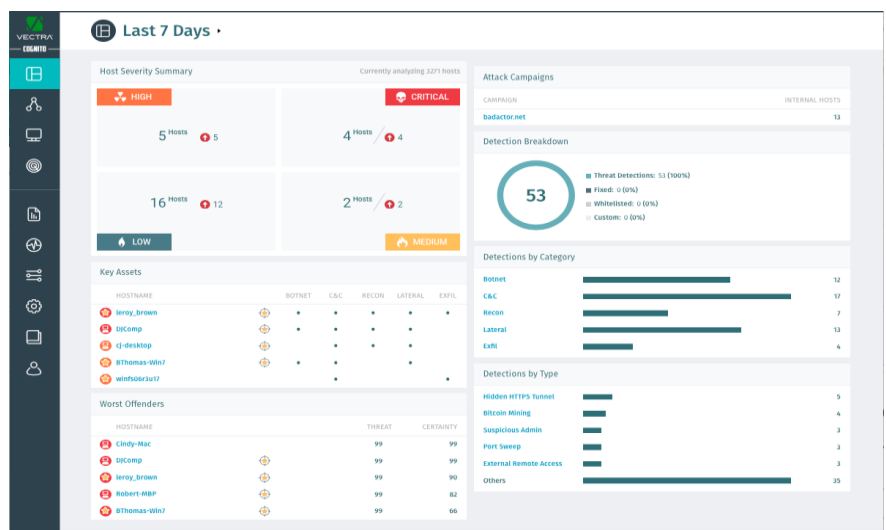 VECTRA
COGNITO
Last 7 Days
Host Severity Summary
Currently analyzing 3271 hosts
HIGH
CRITICAL
5 Hosts 5
4 Hosts 4
16 Hosts 12
2 Hosts 2
LOW
MEDIUM
Key Assets
HOSTNAME BOTNET C&C RECON LATERAL EXFIL
leroy_brown
DJComp
cj-desktop
BThomas-Win7
winfs06r3u17
Worst Offenders
HOSTNAME THREAT CERTAINTY
Cindy-Mac 99 99
DJComp 99 99
leroy_brown 99 90
Robert-MBP 99 82
BThomas-Win7 99 66
Attack Campaigns
CAMPAIGN INTERNAL HOSTS
badactor.net 13
Detection Breakdown
53
Threat Detections: 53 (100%)
Fixed: 0 (0%)
Whitelisted: 0 (0%)
Custom: 0 (0%)
Detections by Category
Botnet 12
C&C 17
Recon 7
Lateral 13
Exfil 4
Detections by Type
Hidden HTTPS Tunnel 5
Bitcoin Mining 4
Suspicious Admin 3
Port Sweep 3
External Remote Access 3
Others 35